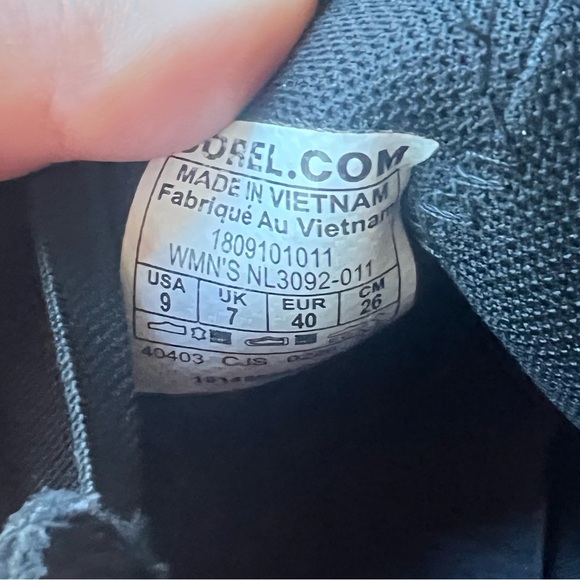 OREL.COM
MADE IN VIETNAM
Fabriqué Au Vietnam
1809101011
WMN'S NL3092-011
USA UK EUR CM
9 7 40 26
40403 CJS